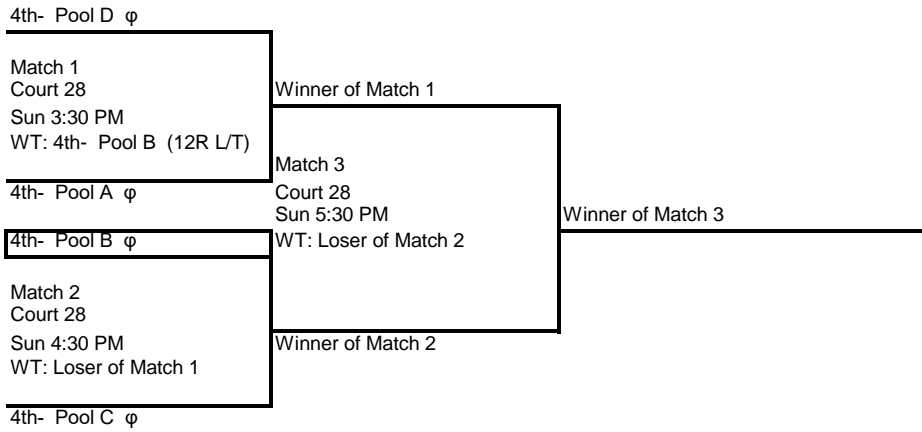 4th- Pool D φ
Match 1
Court 28
Sun 3:30 PM
WT: 4th- Pool B (12R L/T)
4th- Pool A φ
Winner of Match 1
4th- Pool B φ
Match 2
Court 28
Sun 4:30 PM
WT: Loser of Match 1
4th- Pool C φ
Match 3
Court 28
Sun 5:30 PM
WT: Loser of Match 2
Winner of Match 2
Winner of Match 3